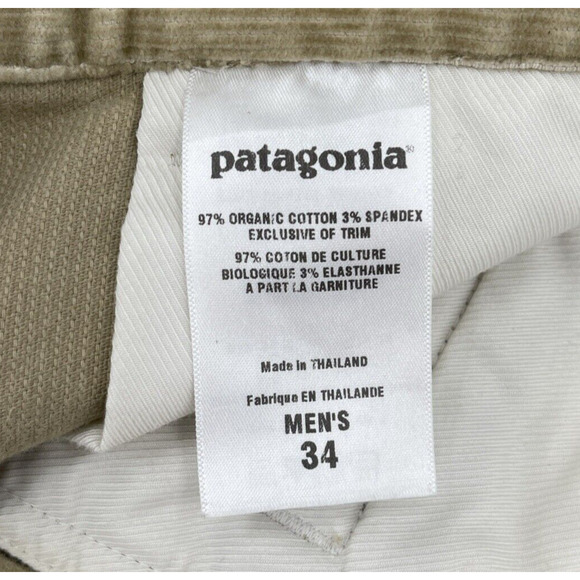 patagonia®
97% ORGANIC COTTON 3% SPANDEX
EXCLUSIVE OF TRIM
97% COTON DE CULTURE
BIOLOGIQUE 3% ELASTHANNE
A PART LA GARNITURE
Made in THAILAND
Fabrique EN THAILANDE
MEN'S
34